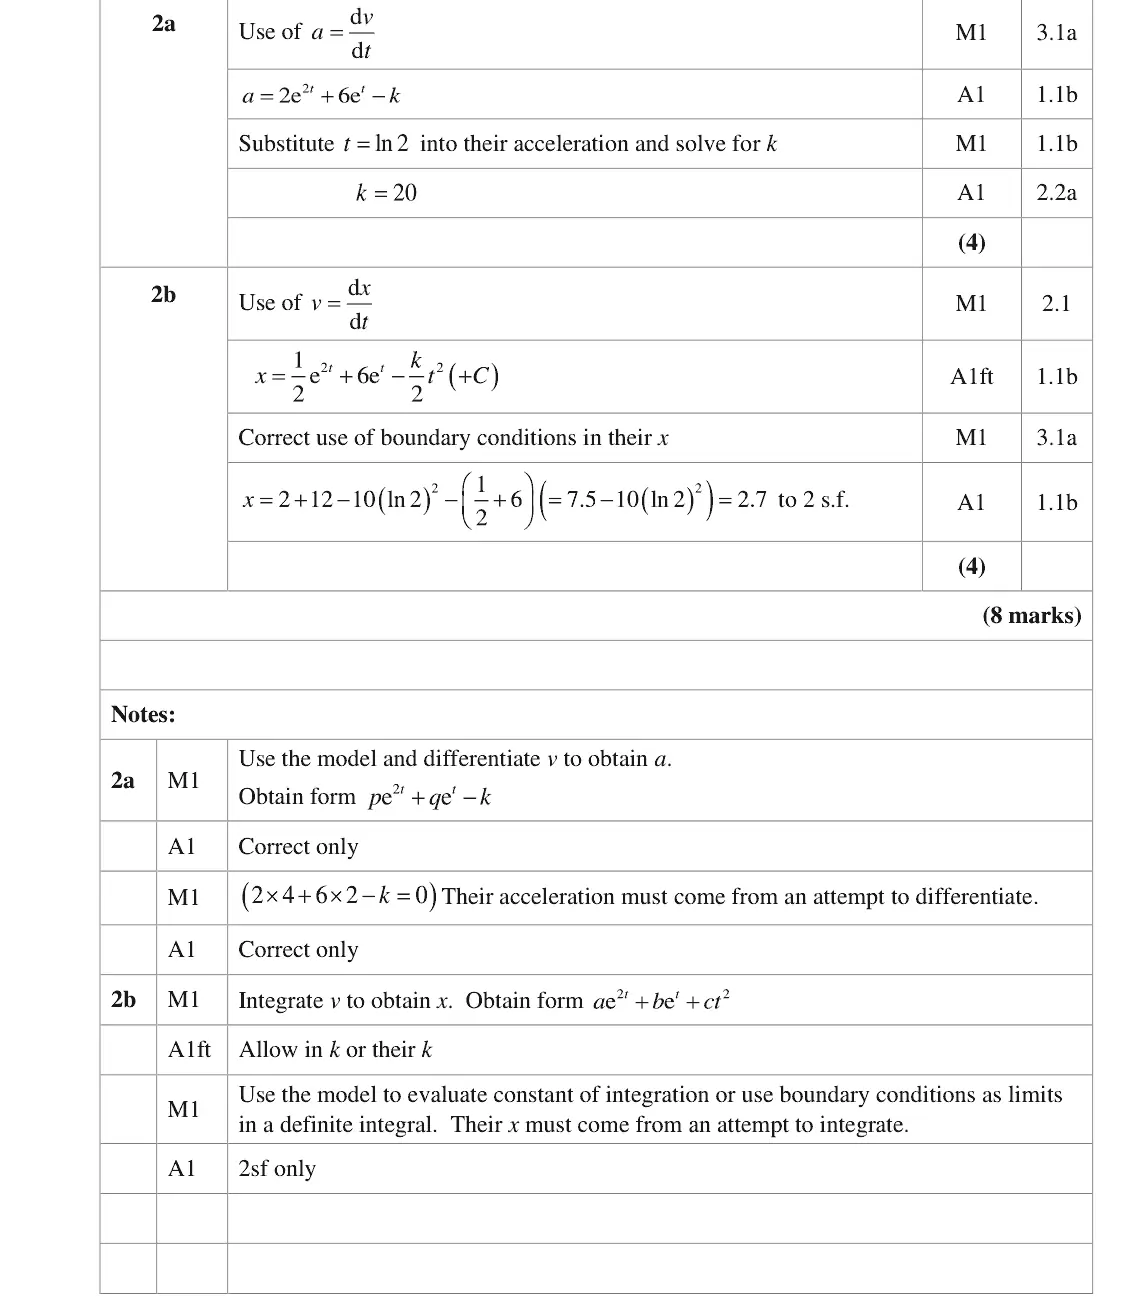 2a Use of a = dv/dt M1 3.1a
a = 2e^{2t} + 6e^t − k A1 1.1b
Substitute t = ln 2 into their acceleration and solve for k M1 1.1b
k = 20 A1 2.2a
(4)
2b Use of v = dx/dt M1 2.1
x = 1/2 e^{2t} + 6e^t − k/2 t^2 (+C) A1ft 1.1b
Correct use of boundary conditions in their x M1 3.1a
x = 2 + 12 − 10(ln 2)^2 − (1/2 + 6) (= 7.5 − 10(ln 2)^2) = 2.7 to 2 s.f. A1 1.1b
(4)
(8 marks)
Notes:
2a M1 Use the model and differentiate v to obtain a.
Obtain form pe^{2t} + qe^t − k
A1 Correct only
M1 (2×4 + 6×2 − k = 0) Their acceleration must come from an attempt to differentiate.
A1 Correct only
2b M1 Integrate v to obtain x. Obtain form ae^{2t} + be^t + ct^2
A1ft Allow in k or their k
M1 Use the model to evaluate constant of integration or use boundary conditions as limits
in a definite integral. Their x must come from an attempt to integrate.
A1 2sf only